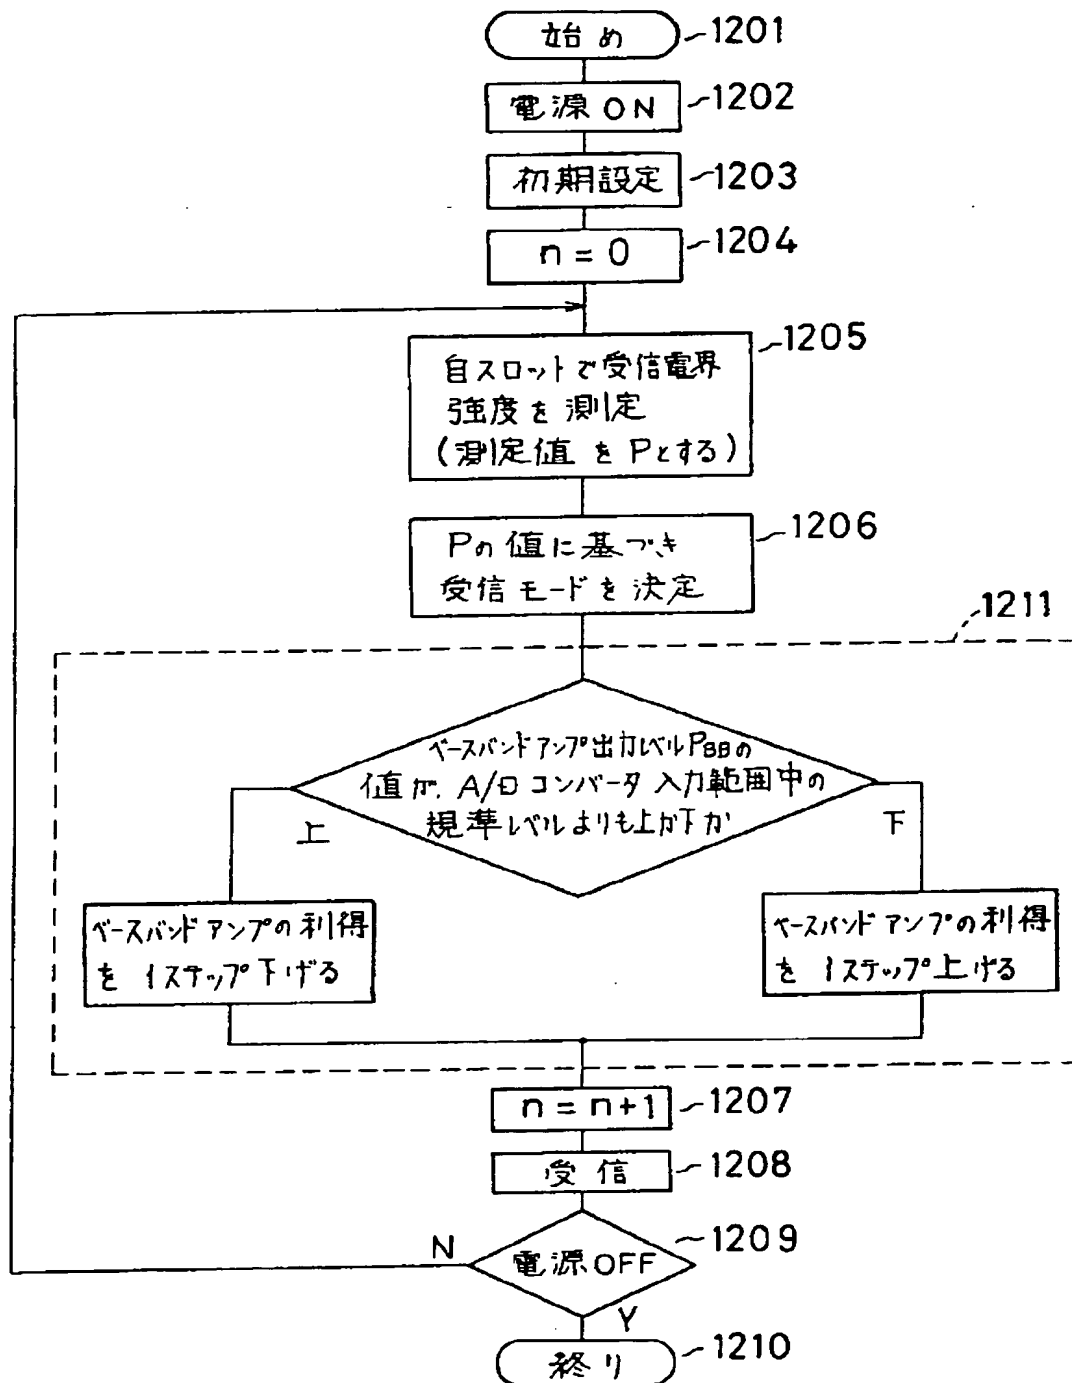 始め
1201
電源 ON
1202
初期設定
1203
n = 0
1204
自スロットで受信電界
強度を測定
(測定値をPとする)
1205
Pの値に基づき
受信モードを決定
1206
1211
ベースバンドアンプ出力レベルPBBの
値が、A/Dコンバータ入力範囲中の
規準レベルよりも上か下か
上
下
ベースバンドアンプの利得
を1ステップ下げる
ベースバンドアンプの利得
を1ステップ上げる
n = n+1
1207
受信
1208
電源OFF
1209
N
Y
終り
1210